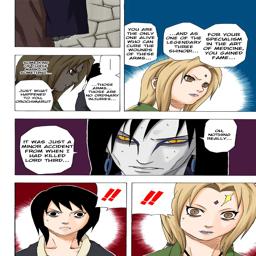 FOR YOUR
SPECIALISM
IN THE ART
OF MEDICINE,
YOU GAINED
FAME...
...AND AS
ONE OF THE
LEGENDARY
THREE
SHINOBI...
YOU ARE
THE ONLY
ONE ALIVE
WHO CAN
CURE THE
WOUNDS
OF THESE
ARMS...
...THOSE
ARMS...
THOSE ARE
NO ORDINARY
INJURIES...
JUST WHAT
HAPPENED
TO YOU,
OROCHIMARU?
OH,
NOTHING
REALLY...
IT WAS JUST A
MINOR ACCIDENT
FROM WHEN I
HAD KILLED
LORD THIRD...
!!
!!